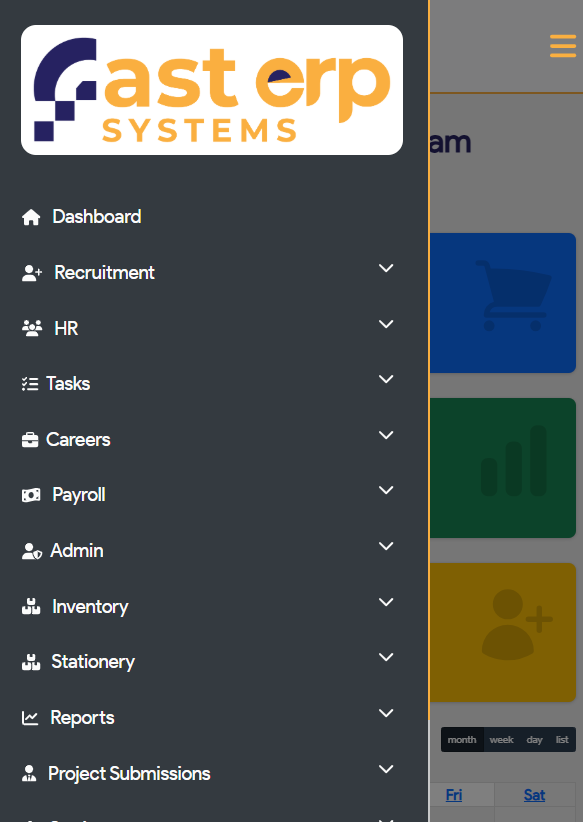 Fast erp
SYSTEMS
am
Dashboard
Recruitment
HR
Tasks
Careers
Payroll
Admin
Inventory
Stationery
Reports
month week day list
Project Submissions
Fri Sat